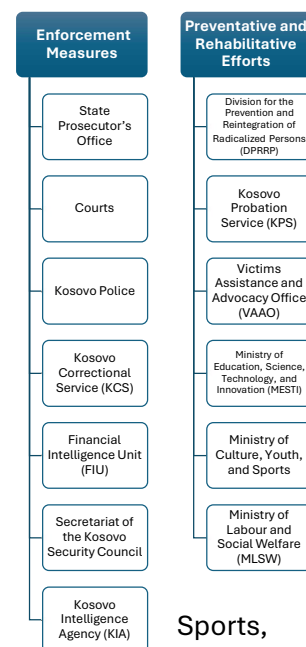 Enforcement
Measures
State
Prosecutor's
Office
Courts
Kosovo Police
Kosovo
Correctional
Service (KCS)
Financial
Intelligence Unit
(FIU)
Secretariat of
the Kosovo
Security Council
Kosovo
Intelligence
Agency (KIA)
Preventative and
Rehabilitative
Efforts
Division for the
Prevention and
Reintegration of
Radicalized Persons
(DPRRP)
Kosovo
Probation
Service (KPS)
Victims
Assistance and
Advocacy Office
(VAAO)
Ministry of
Education, Science,
Technology, and
Innovation (MESTI)
Ministry of
Culture, Youth,
and Sports
Ministry of
Labour and
Social Welfare
(MLSW)
Sports,